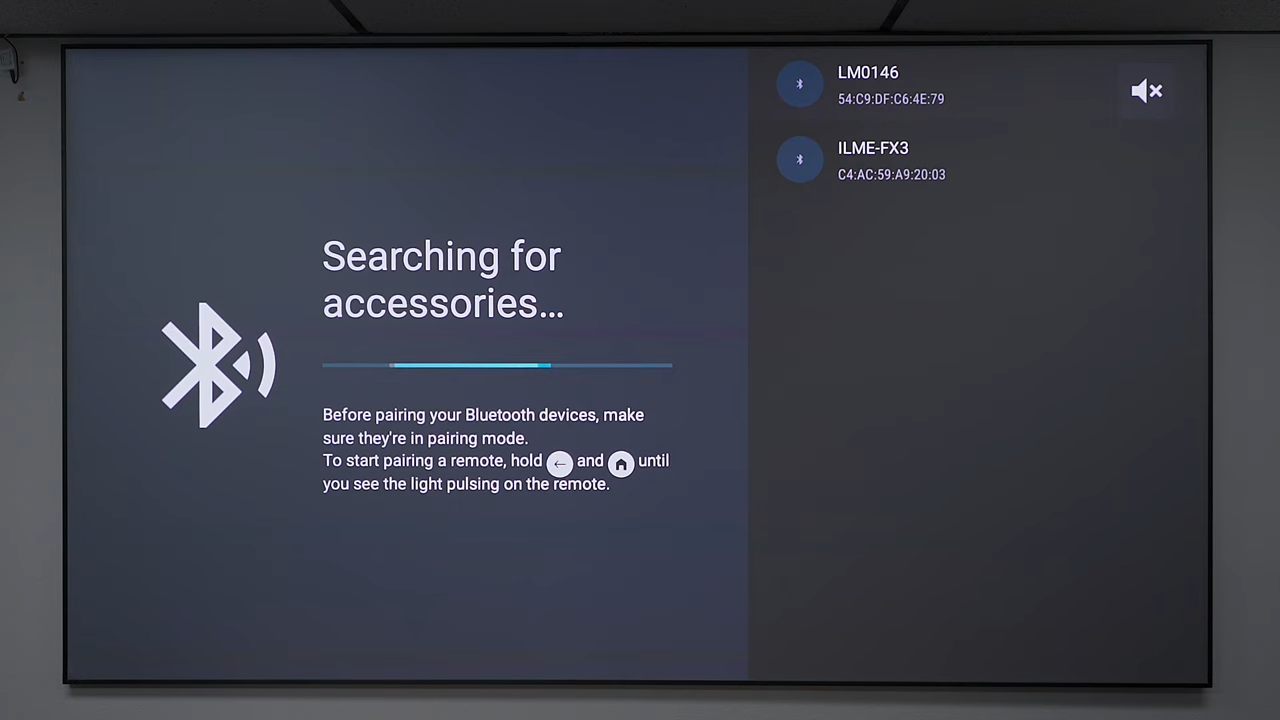 Searching for
accessories...
Before pairing your Bluetooth devices, make
sure they're in pairing mode.
To start pairing a remote, hold and until
you see the light pulsing on the remote.
LM0146
54:C9:DF:C6:4E:79
ILME-FX3
C4:AC:59:A9:20:03